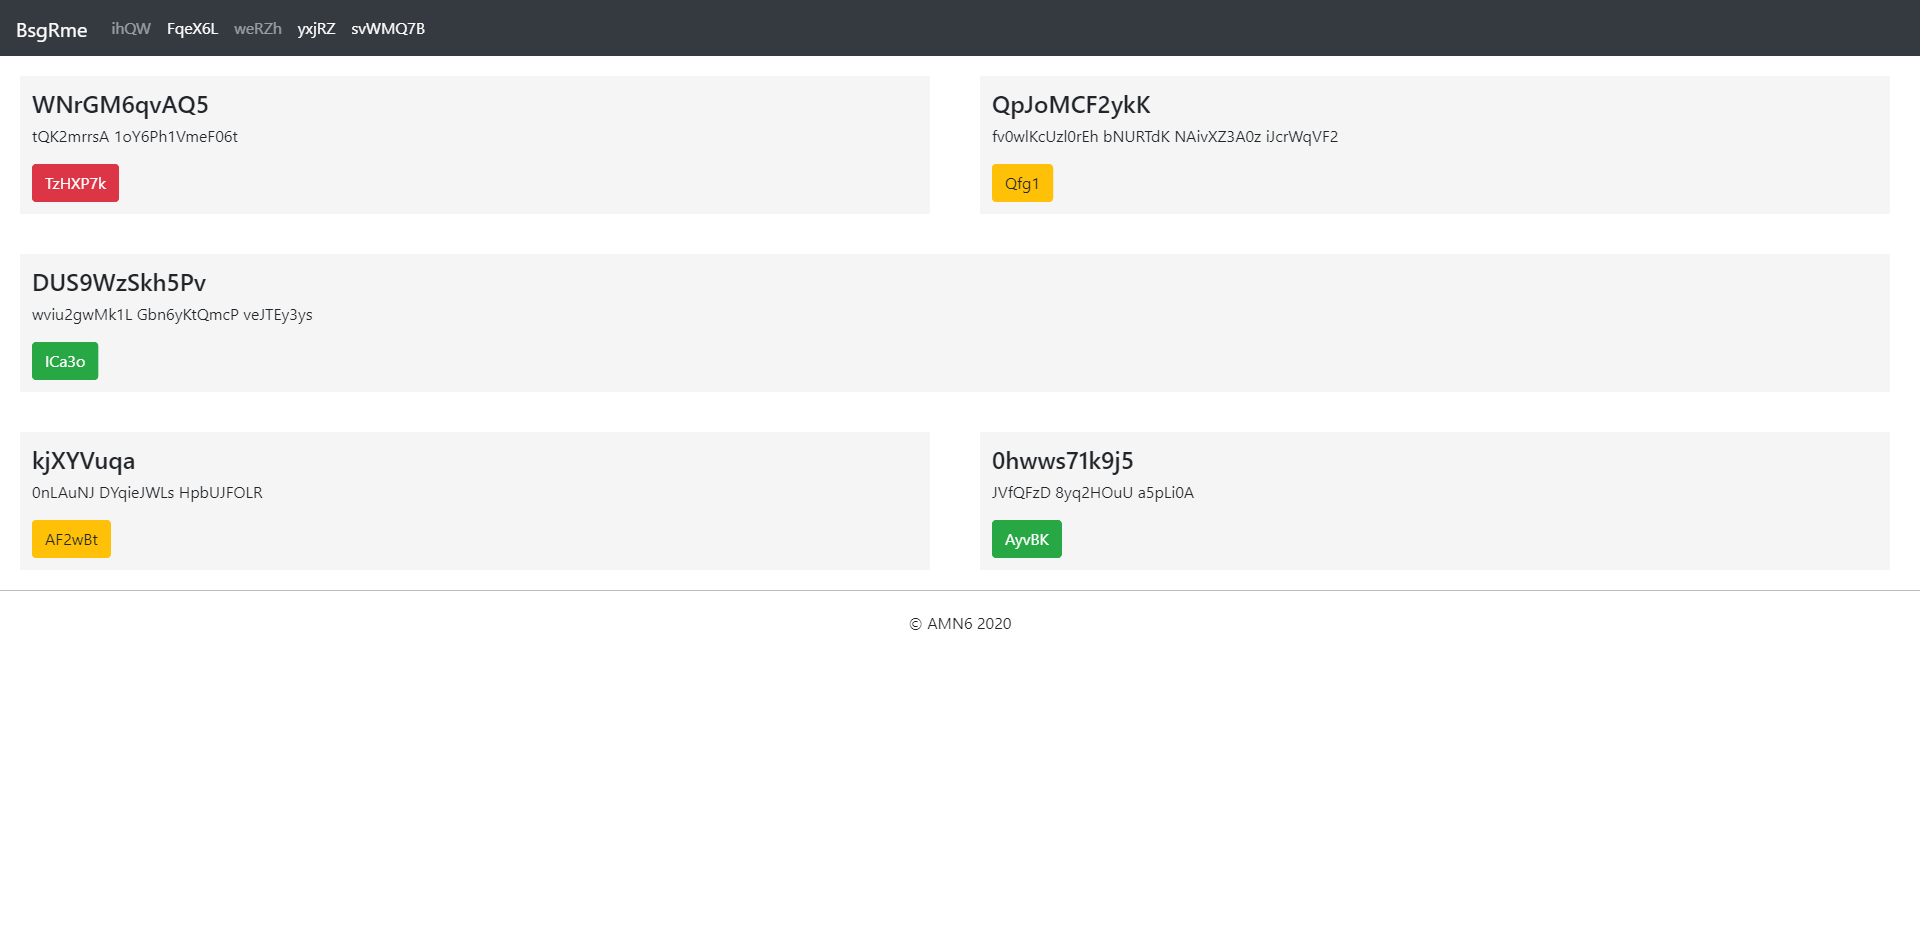 BsgRme ihQW FqeX6L weRZh yxjRZ svWMQ7B
WNrGM6qvAQ5
tQK2mrrsA 1oY6Ph1VmeF06t
TzHXP7k
QpJoMCF2ykK
fv0wlKcUzl0rEh bNURTdK NAivXZ3A0z iJcrWqVF2
Qfg1
DUS9WzSkh5Pv
wviu2gwMk1L Gbn6yKtQmcP veJTEy3ys
ICa3o
kjXYVuqa
0nLAuNJ DYqieJWLs HpbUJFOLR
AF2wBt
0hwws71k9j5
JVfQFzD 8yq2HOuU a5pLi0A
AyvBK
© AMN6 2020